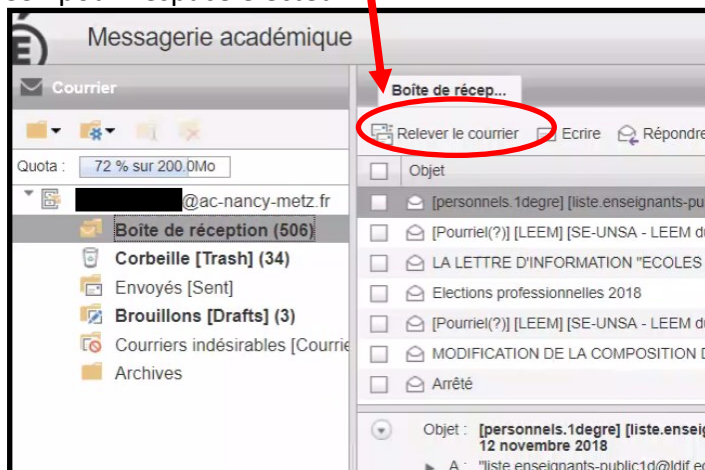 Messagerie académique
Courrier
Boîte de récep...
Relever le courrier Ecrire Répondre
Quota : 72 % sur 200.0Mo
Objet
@ac-nancy-metz.fr
[personnels.1degre] [liste.enseignants-pu
Boîte de réception (506)
[Pourriel(?)] [LEEM] [SE-UNSA - LEEM du
Corbeille [Trash] (34)
LA LETTRE D'INFORMATION "ECOLES
Envoyés [Sent]
Elections professionnelles 2018
Brouillons [Drafts] (3)
[Pourriel(?)] [LEEM] [SE-UNSA - LEEM du
Courriers indésirables [Courrie
MODIFICATION DE LA COMPOSITION D
Archives
Arrêté
Objet : [personnels.1degre] [liste.enseig
12 novembre 2018
A : "liste enseignants-public1d@ldif ed